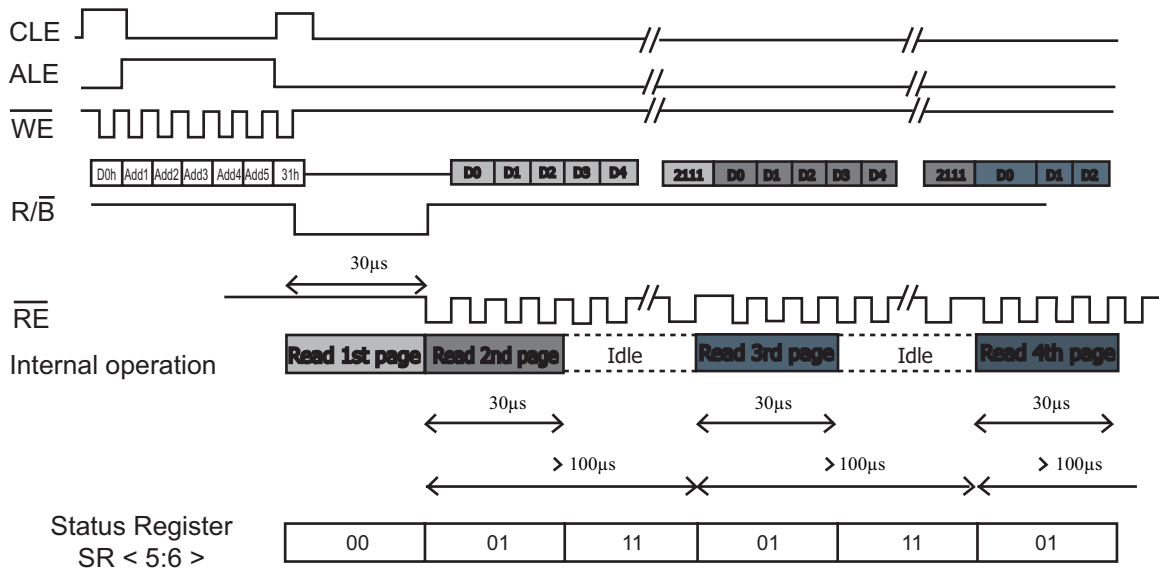 CLE
ALE
WE
D0h Add1 Add2 Add3 Add4 Add5 31h D0 D1 D2 D3 D4 2111 D0 D1 D2 D3 D4 2111 D0 D1 D2
R/B
30µs
RE
Internal operation Read 1st page Read 2nd page Idle Read 3rd page Idle Read 4th page
30µs 30µs 30µs
> 100µs > 100µs > 100µs
Status Register
SR < 5:6 > 00 01 11 01 11 01